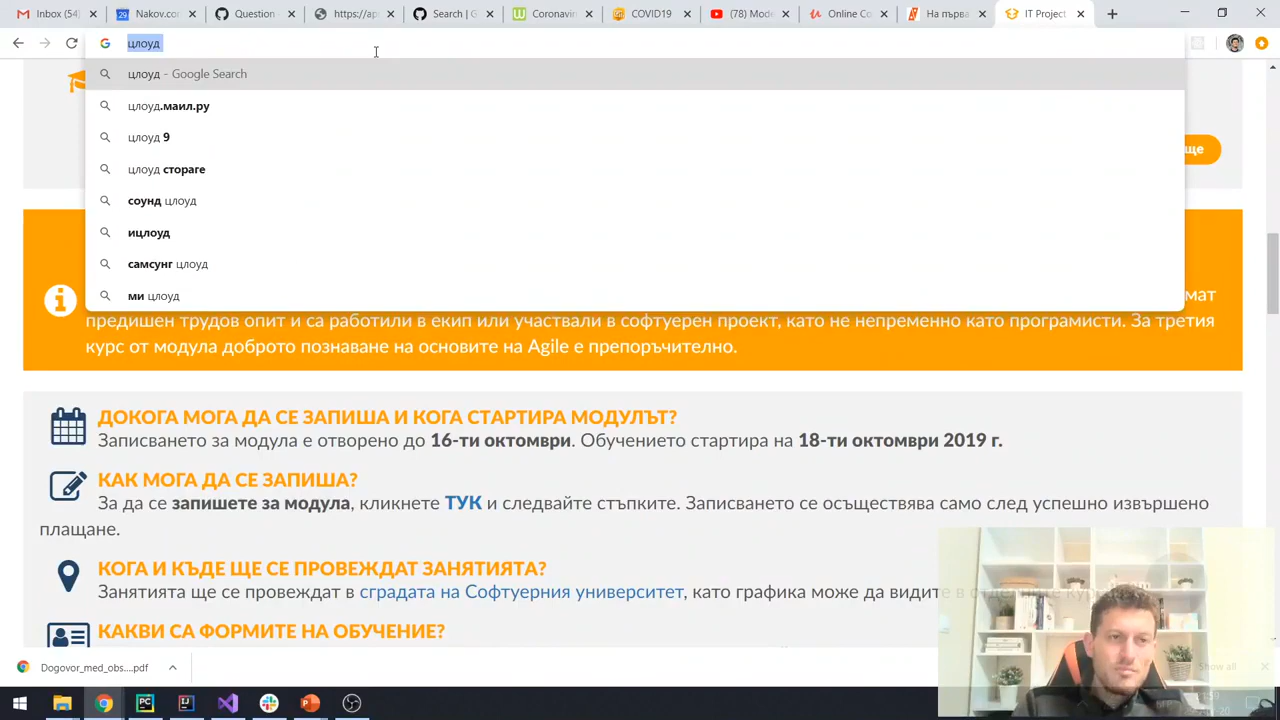 Inbox (54)
Nakov.com
Question
https://ap
Search | G
Coronavir
COVID19
(78) Mod
Online Co
На първа
IT Project
цлоуд
цлоуд - Google Search
цлоуд.маил.ру
цлоуд 9
цлоуд стораге
соунд цлоуд
ицлоуд
самсунг цлоуд
ми цлоуд
ще
мат
предишен трудов опит и са работили в екип или участвали в софтуерен проект, като не непременно като програмисти. За третия
курс от модула доброто познаване на основите на Agile е препоръчително.
ДОКОГА МОГА ДА СЕ ЗАПИША И КОГА СТАРТИРА МОДУЛЪТ?
Записването за модула е отворено до 16-ти октомври. Обучението стартира на 18-ти октомври 2019 г.
КАК МОГА ДА СЕ ЗАПИША?
За да се запишете за модула, кликнете ТУК и следвайте стъпките. Записването се осъществява само след успешно извършено
плащане.
КОГА И КЪДЕ ЩЕ СЕ ПРОВЕЖДАТ ЗАНЯТИЯТА?
Занятията ще се провеждат в сградата на Софтуерния университет, като графика може да видите в
КАКВИ СА ФОРМИТЕ НА ОБУЧЕНИЕ?
Dogovor_med_obs....pdf
Show all